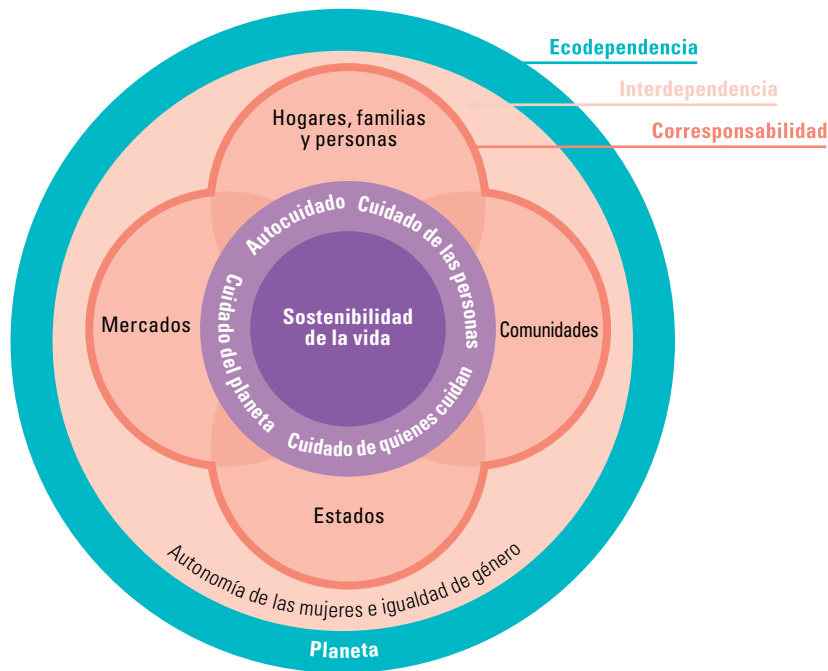 Ecodependencia
Interdependencia
Corresponsabilidad
Hogares, familias
y personas
Autocuidado
Cuidado de las personas
Cuidado del planeta
Cuidado de quienes cuidan
Sostenibilidad
de la vida
Mercados
Comunidades
Estados
Autonomía de las mujeres e igualdad de género
Planeta